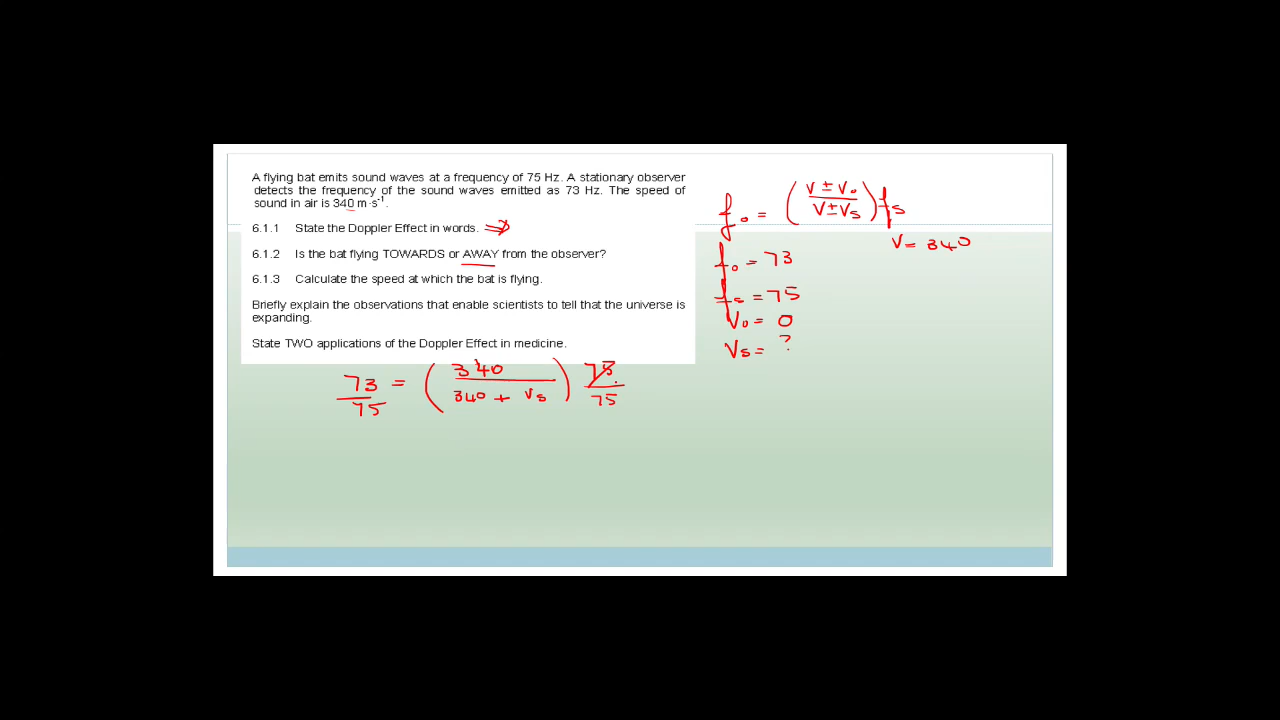 A flying bat emits sound waves at a frequency of 75 Hz. A stationary observer
detects the frequency of the sound waves emitted as 73 Hz. The speed of
sound in air is 340 m·s⁻¹.
6.1.1 State the Doppler Effect in words.
6.1.2 Is the bat flying TOWARDS or AWAY from the observer?
6.1.3 Calculate the speed at which the bat is flying.
Briefly explain the observations that enable scientists to tell that the universe is
expanding.
State TWO applications of the Doppler Effect in medicine.
73/75 = (340/(340 + Vs)) 75/75
fo = ((V ± Vo)/(V ± Vs)) fs
V = 340
fo = 73
fs = 75
Vo = 0
Vs = ?